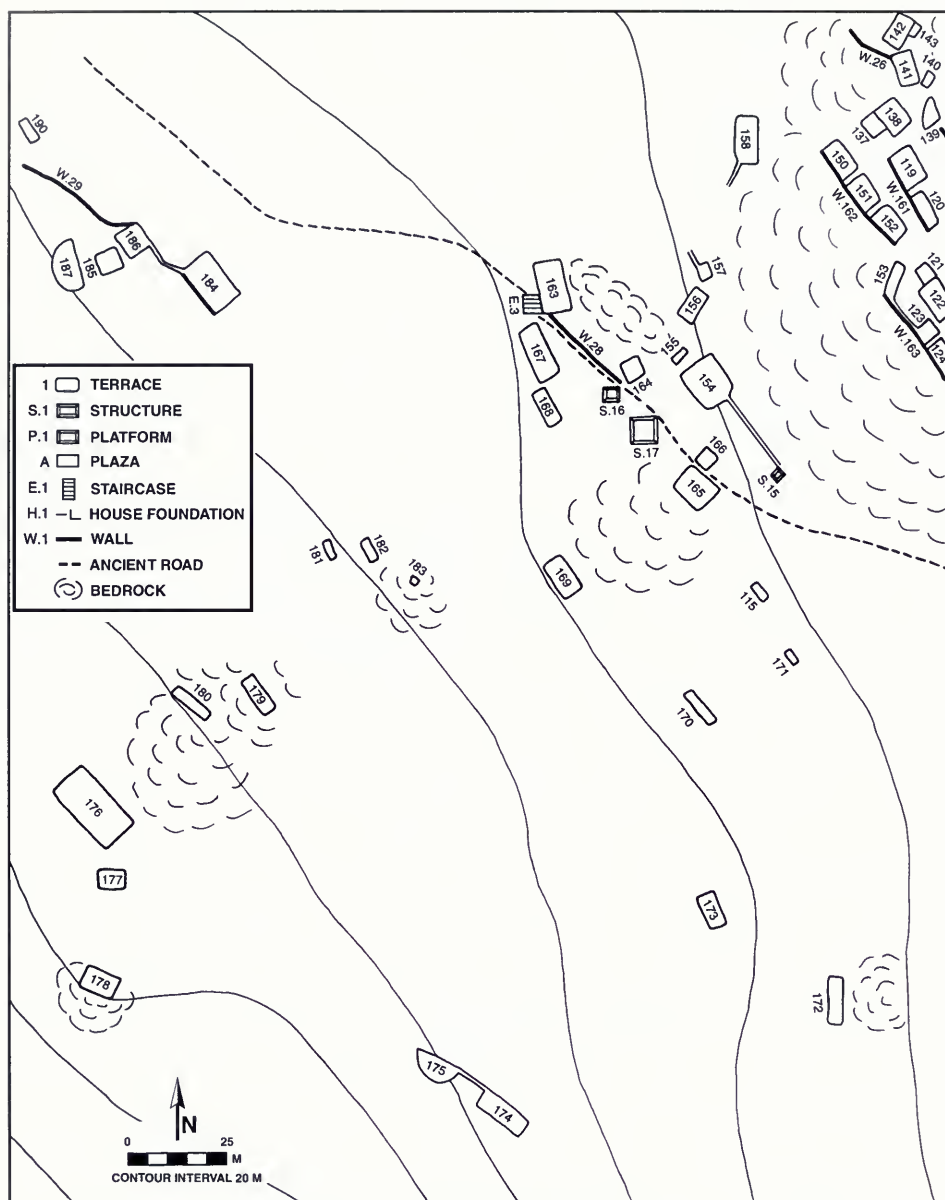 142
143
W.26
141
140
190
158
137
138
139
W.29
150
151
152
W.162
119
W.161
120
187
185
186
184
157
153
121
122
123
124
W.163
E.3
163
156
167
W.28
155
164
154
168
S.16
S.17
166
165
S.15
1 TERRACE
S.1 STRUCTURE
P.1 PLATFORM
A PLAZA
E.1 STAIRCASE
H.1 HOUSE FOUNDATION
W.1 WALL
ANCIENT ROAD
BEDROCK
181
182
183
169
115
171
180
179
170
176
177
173
178
172
175
174
N
0 25
M
CONTOUR INTERVAL 20 M